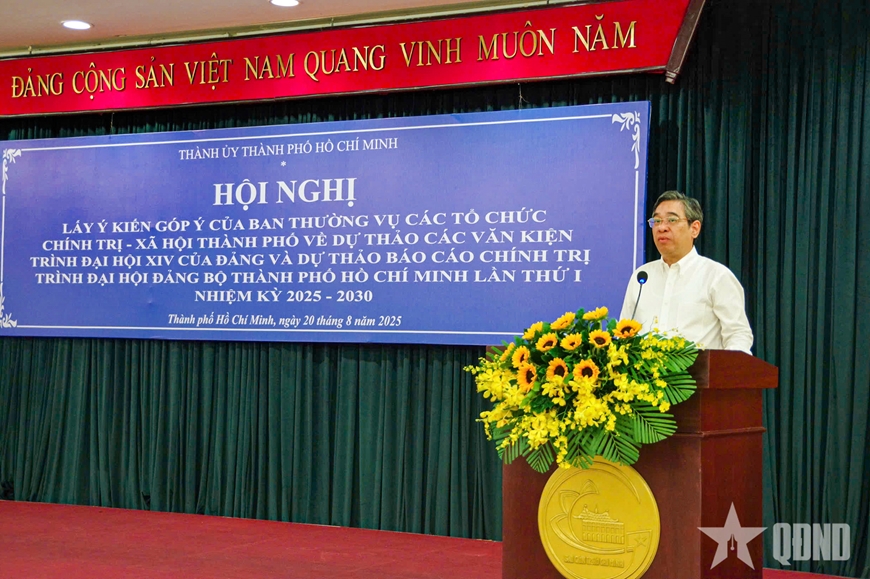 ĐẢNG CỘNG SẢN VIỆT NAM QUANG VINH MUÔN NĂM
THÀNH ỦY THÀNH PHỐ HỒ CHÍ MINH
*
HỘI NGHỊ
LẤY Ý KIẾN GÓP Ý CỦA BAN THƯỜNG VỤ CÁC TỔ CHỨC
CHÍNH TRỊ - XÃ HỘI THÀNH PHỐ VỀ DỰ THẢO CÁC VĂN KIỆN
TRÌNH ĐẠI HỘI XIV CỦA ĐẢNG VÀ DỰ THẢO BÁO CÁO CHÍNH TRỊ
TRÌNH ĐẠI HỘI ĐẢNG BỘ THÀNH PHỐ HỒ CHÍ MINH LẦN THỨ I
NHIỆM KỲ 2025 - 2030
Thành phố Hồ Chí Minh, ngày 20 tháng 8 năm 2025
QĐND